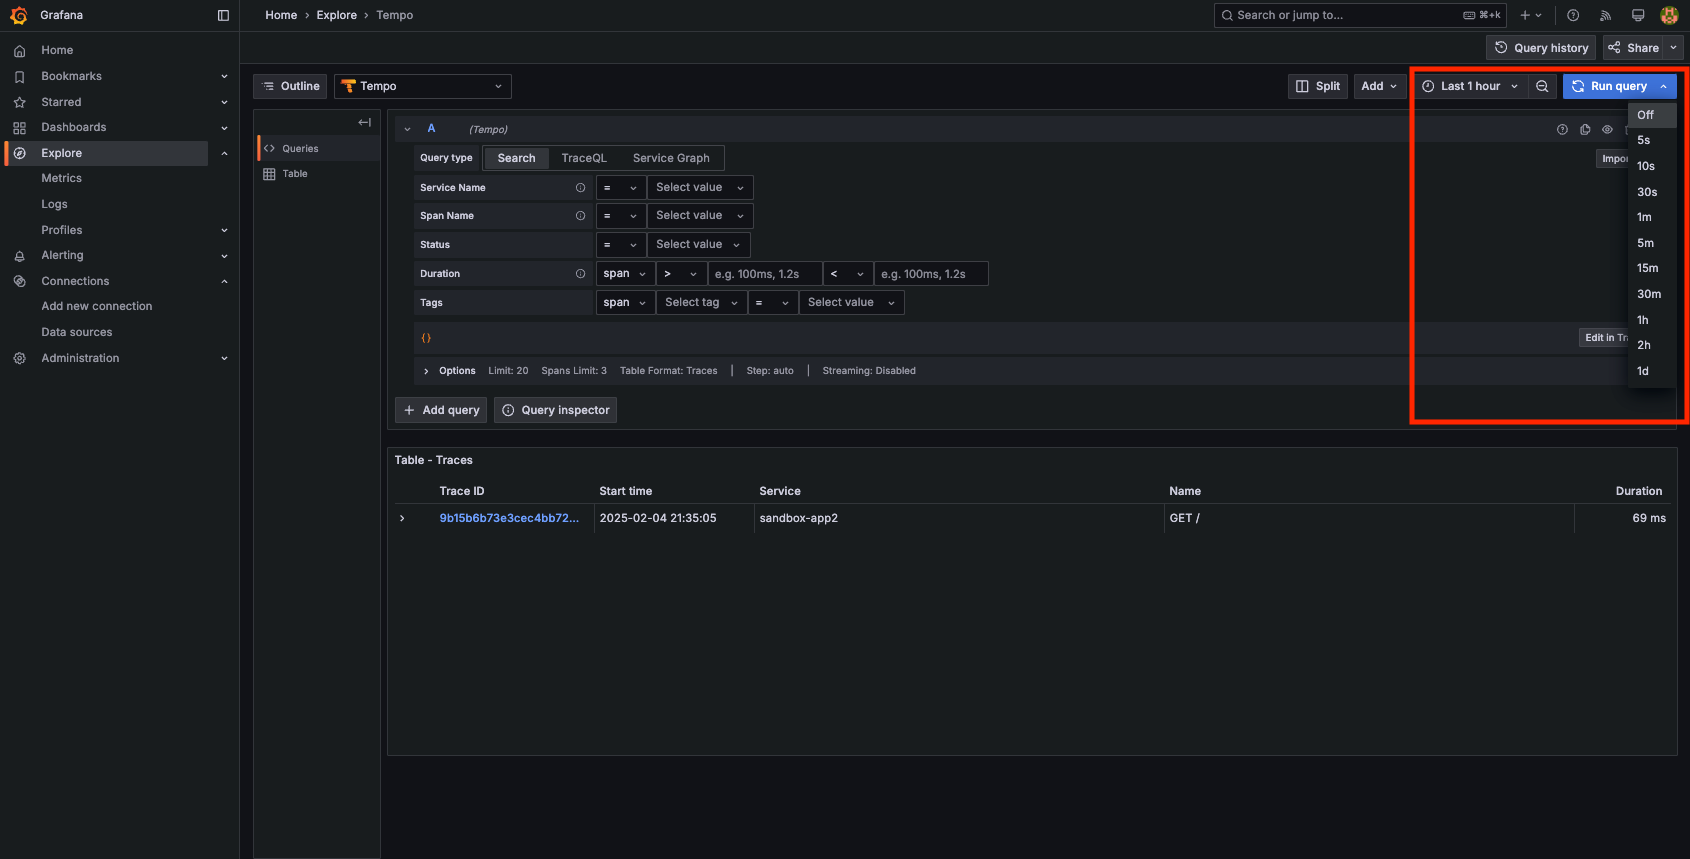 Grafana
Home › Explore › Tempo
Search or jump to...
⌘+k
Home
Bookmarks
Starred
Dashboards
Explore
Metrics
Logs
Profiles
Alerting
Connections
Add new connection
Data sources
Administration
Query history
Share
Outline
Tempo
Split
Add
Last 1 hour
Run query
Off
5s
10s
30s
1m
5m
15m
30m
1h
2h
1d
Queries
Table
A (Tempo)
Query type Search TraceQL Service Graph
Impor
Service Name = Select value
Span Name = Select value
Status = Select value
Duration span > e.g. 100ms, 1.2s < e.g. 100ms, 1.2s
Tags span Select tag = Select value
{}
Edit in Tr
Options Limit: 20 Spans Limit: 3 Table Format: Traces | Step: auto | Streaming: Disabled
+ Add query
Query inspector
Table - Traces
Trace ID Start time Service Name Duration
9b15b6b73e3cec4bb72... 2025-02-04 21:35:05 sandbox-app2 GET / 69 ms